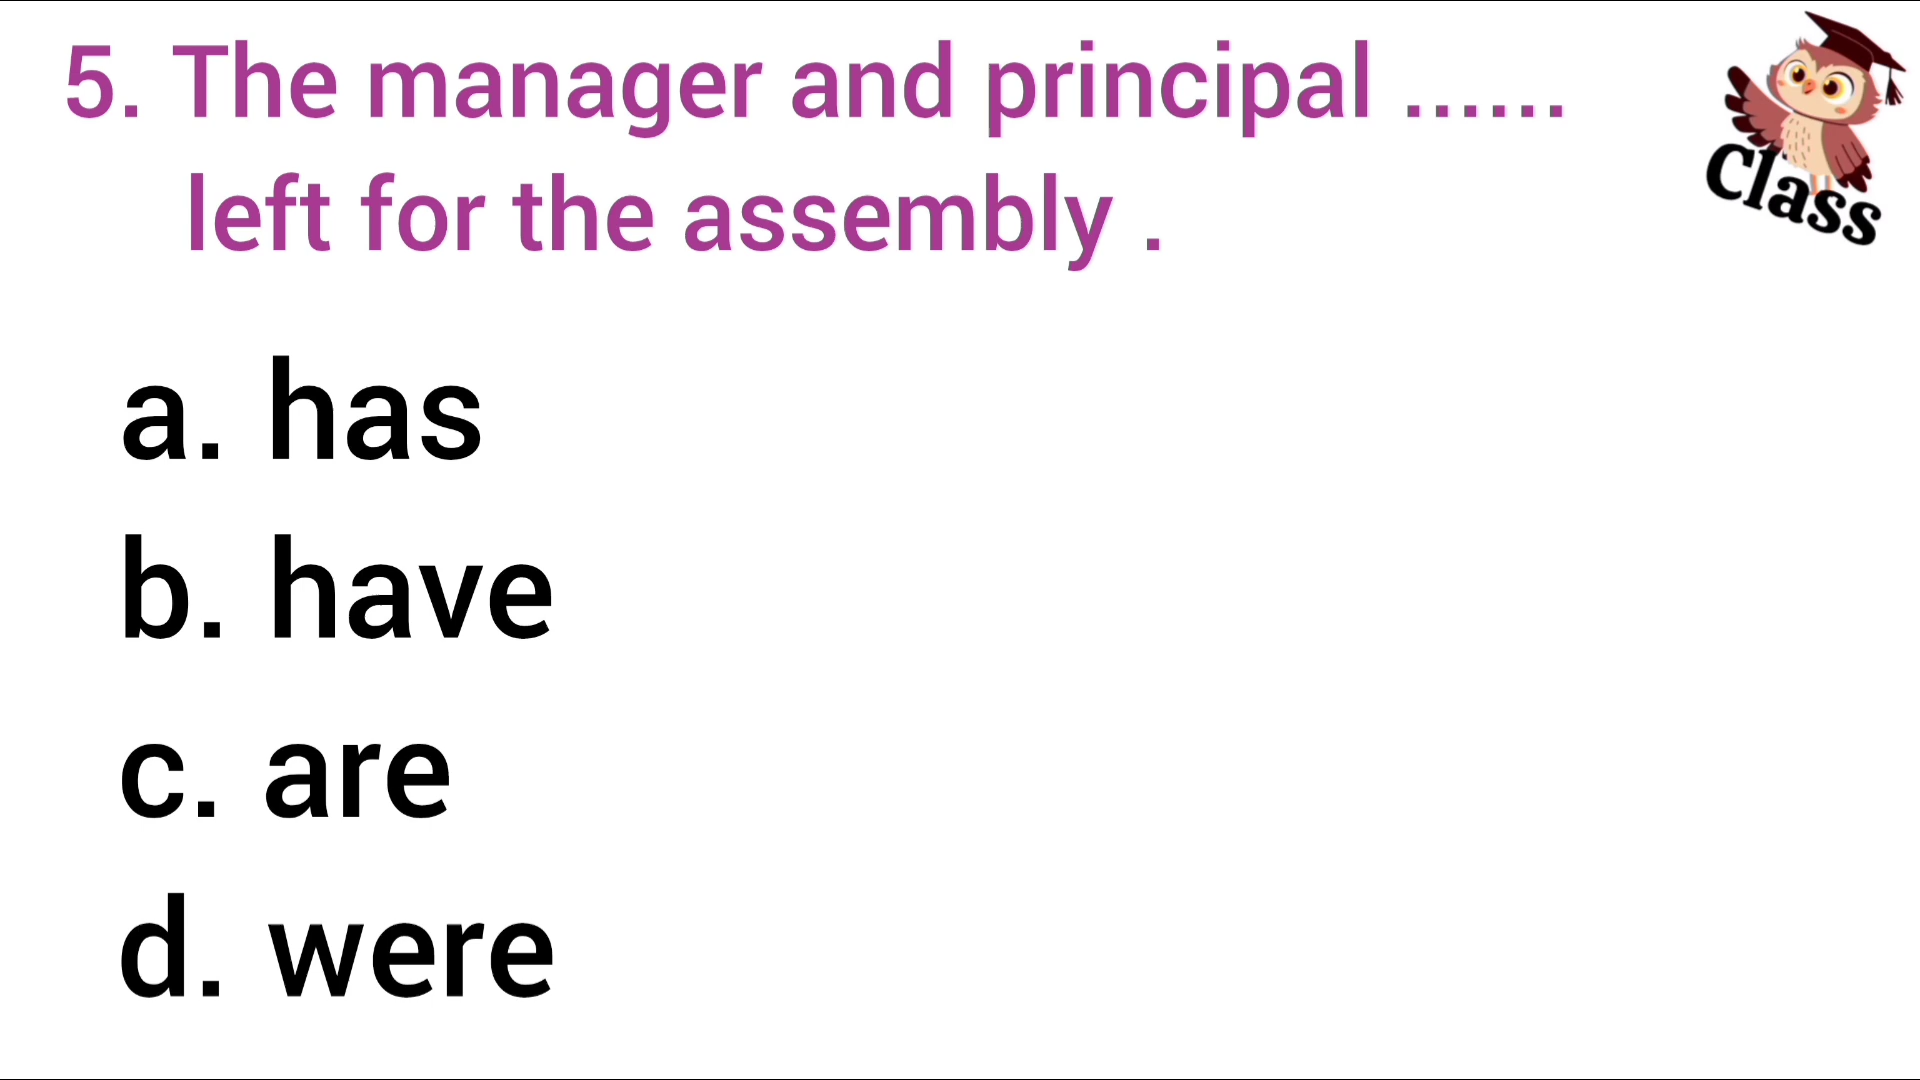 5. The manager and principal ......
left for the assembly .
Class
a. has
b. have
c. are
d. were